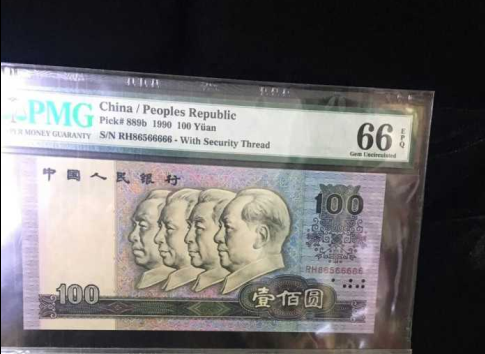 PMG
China / Peoples Republic
Pick# 889b 1990 100 Yüan
S/N RH86566666 - With Security Thread
MONEY GUARANTY
66 EPQ
Gem Uncirculated
中国人民银行
100
RH86566666
100
壹佰圆